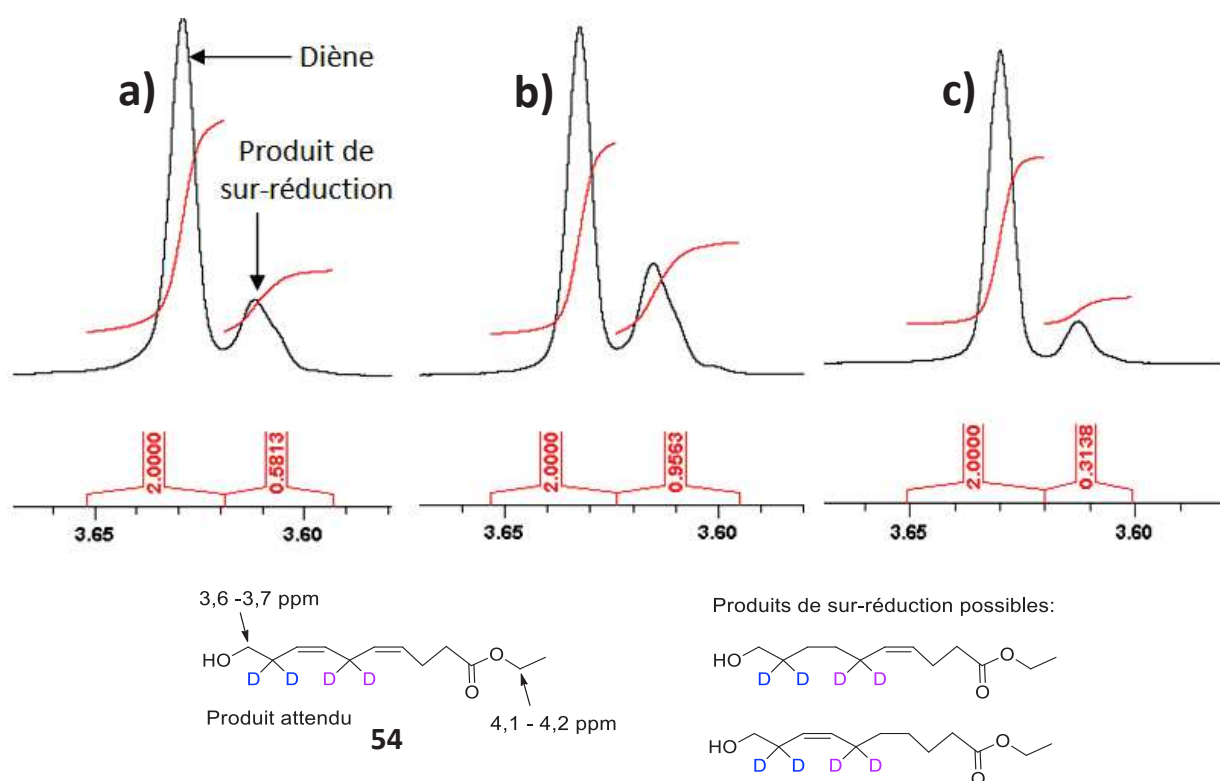 a)
Diène
Produit de
sur-réduction
b)
c)
2.0000
0.5813
2.0000
0.9563
2.0000
0.3138
3.65
3.60
3.65
3.60
3.65
3.60
3,6 -3,7 ppm
HO
D D D D
O
O
Produit attendu
54
4,1 - 4,2 ppm
Produits de sur-réduction possibles:
HO
D D D D
O
O
HO
D D D D
O
O